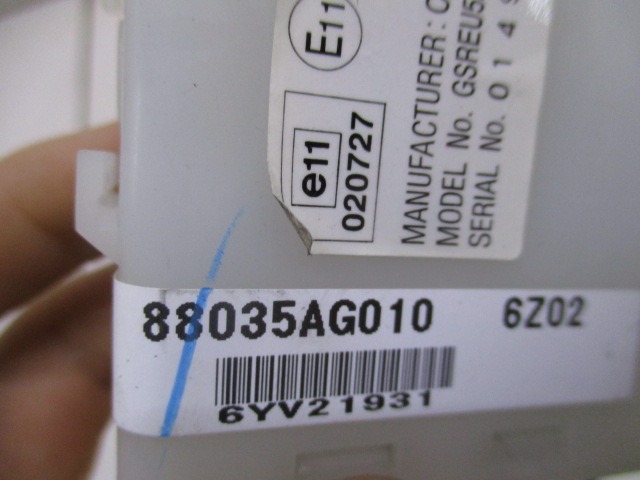 E11
e11
020727
MANUFACTURER : 
MODEL No. GSREU5
SERIAL No. 0 1 4
88035AG010 6Z02
6YV21931